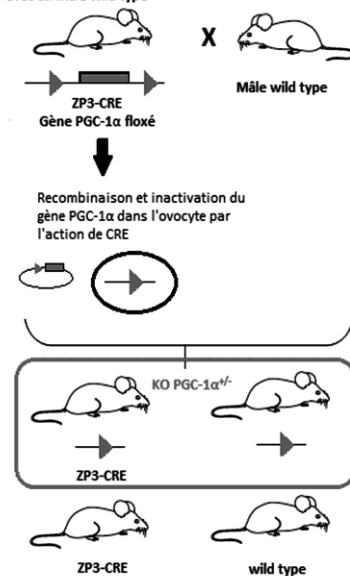 X
Mâle wild type
ZP3-CRE
Gène PGC-1α floxé
Recombinaison et inactivation du
gène PGC-1α dans l'ovocyte par
l'action de CRE
KO PGC-1α+/-
ZP3-CRE
ZP3-CRE
wild type